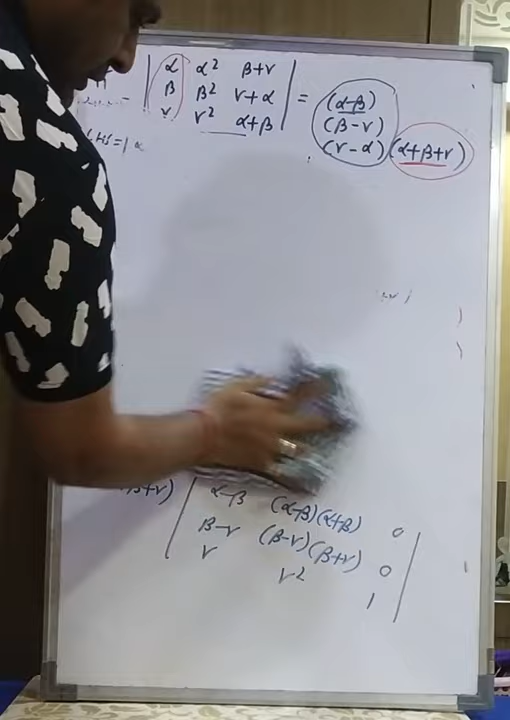 | α α² β+γ |
| β β² γ+α | = (α-β)
| γ γ² α+β | (β-γ)
(γ-α)(α+β+γ)
LHS=| α
β+γ) | α-β (α-β)(α+β) 0 |
| β-γ (β-γ)(β+γ) 0 |
| γ γ² 1 |